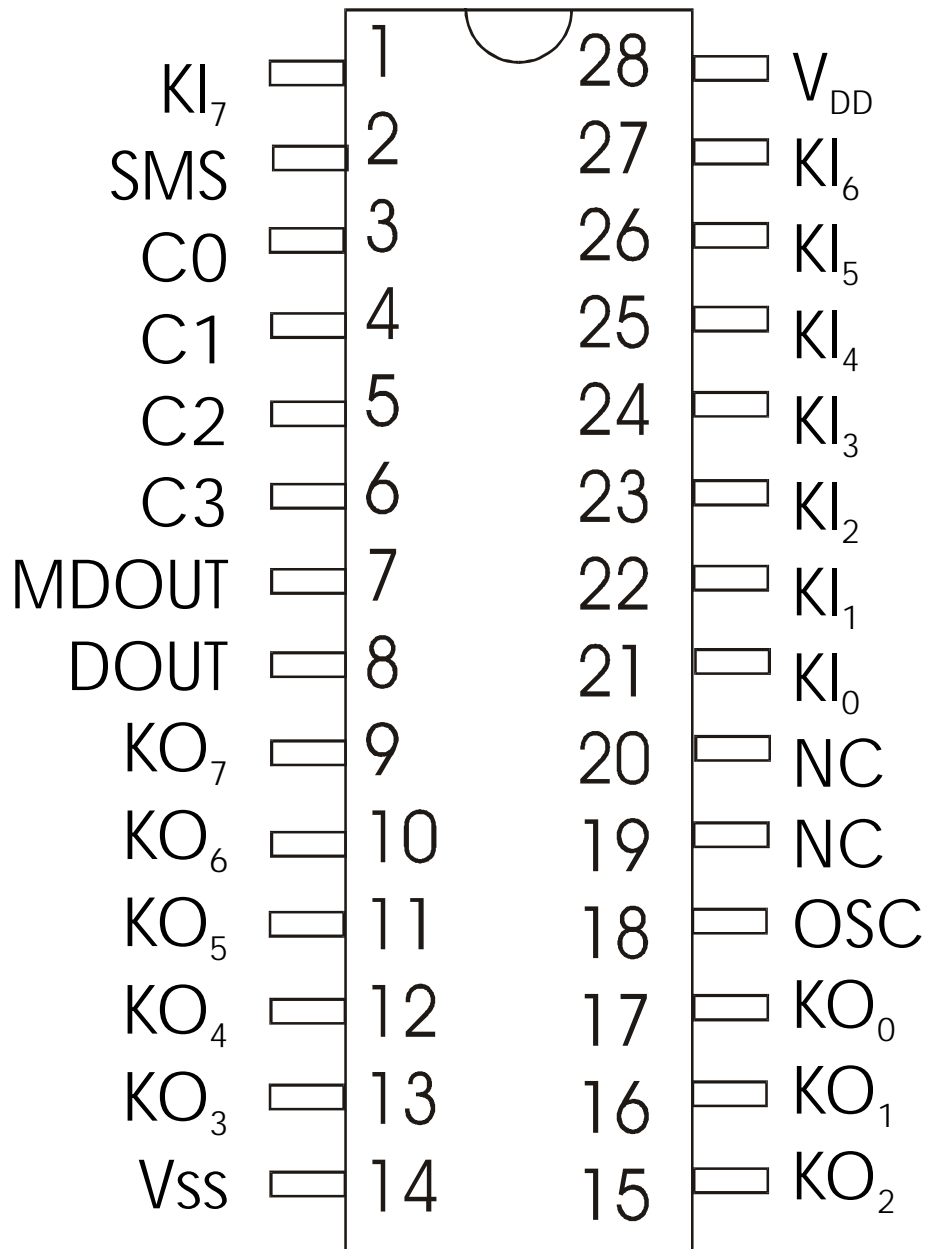 KI7 1 28 VDD
SMS 2 27 KI6
C0 3 26 KI5
C1 4 25 KI4
C2 5 24 KI3
C3 6 23 KI2
MDOUT 7 22 KI1
DOUT 8 21 KI0
KO7 9 20 NC
KO6 10 19 NC
KO5 11 18 OSC
KO4 12 17 KO0
KO3 13 16 KO1
Vss 14 15 KO2